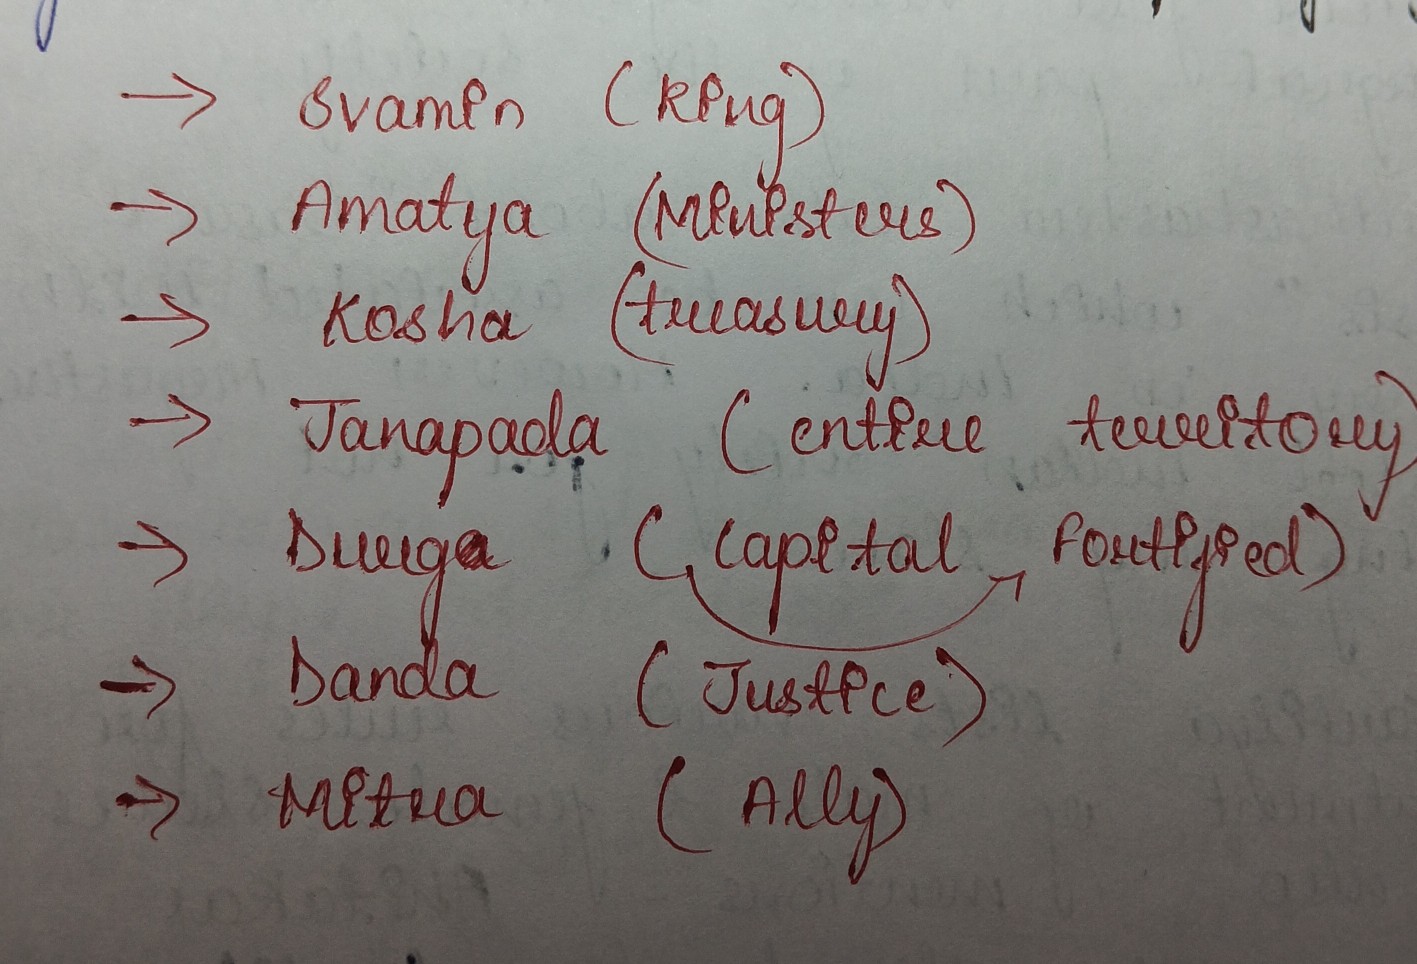 → Svamin (King)
→ Amatya (Ministers)
→ Kosha (treasury)
→ Janapada (entire territory)
→ Durga (Capital fortified)
→ Danda (Justice)
→ Mitra (Ally)